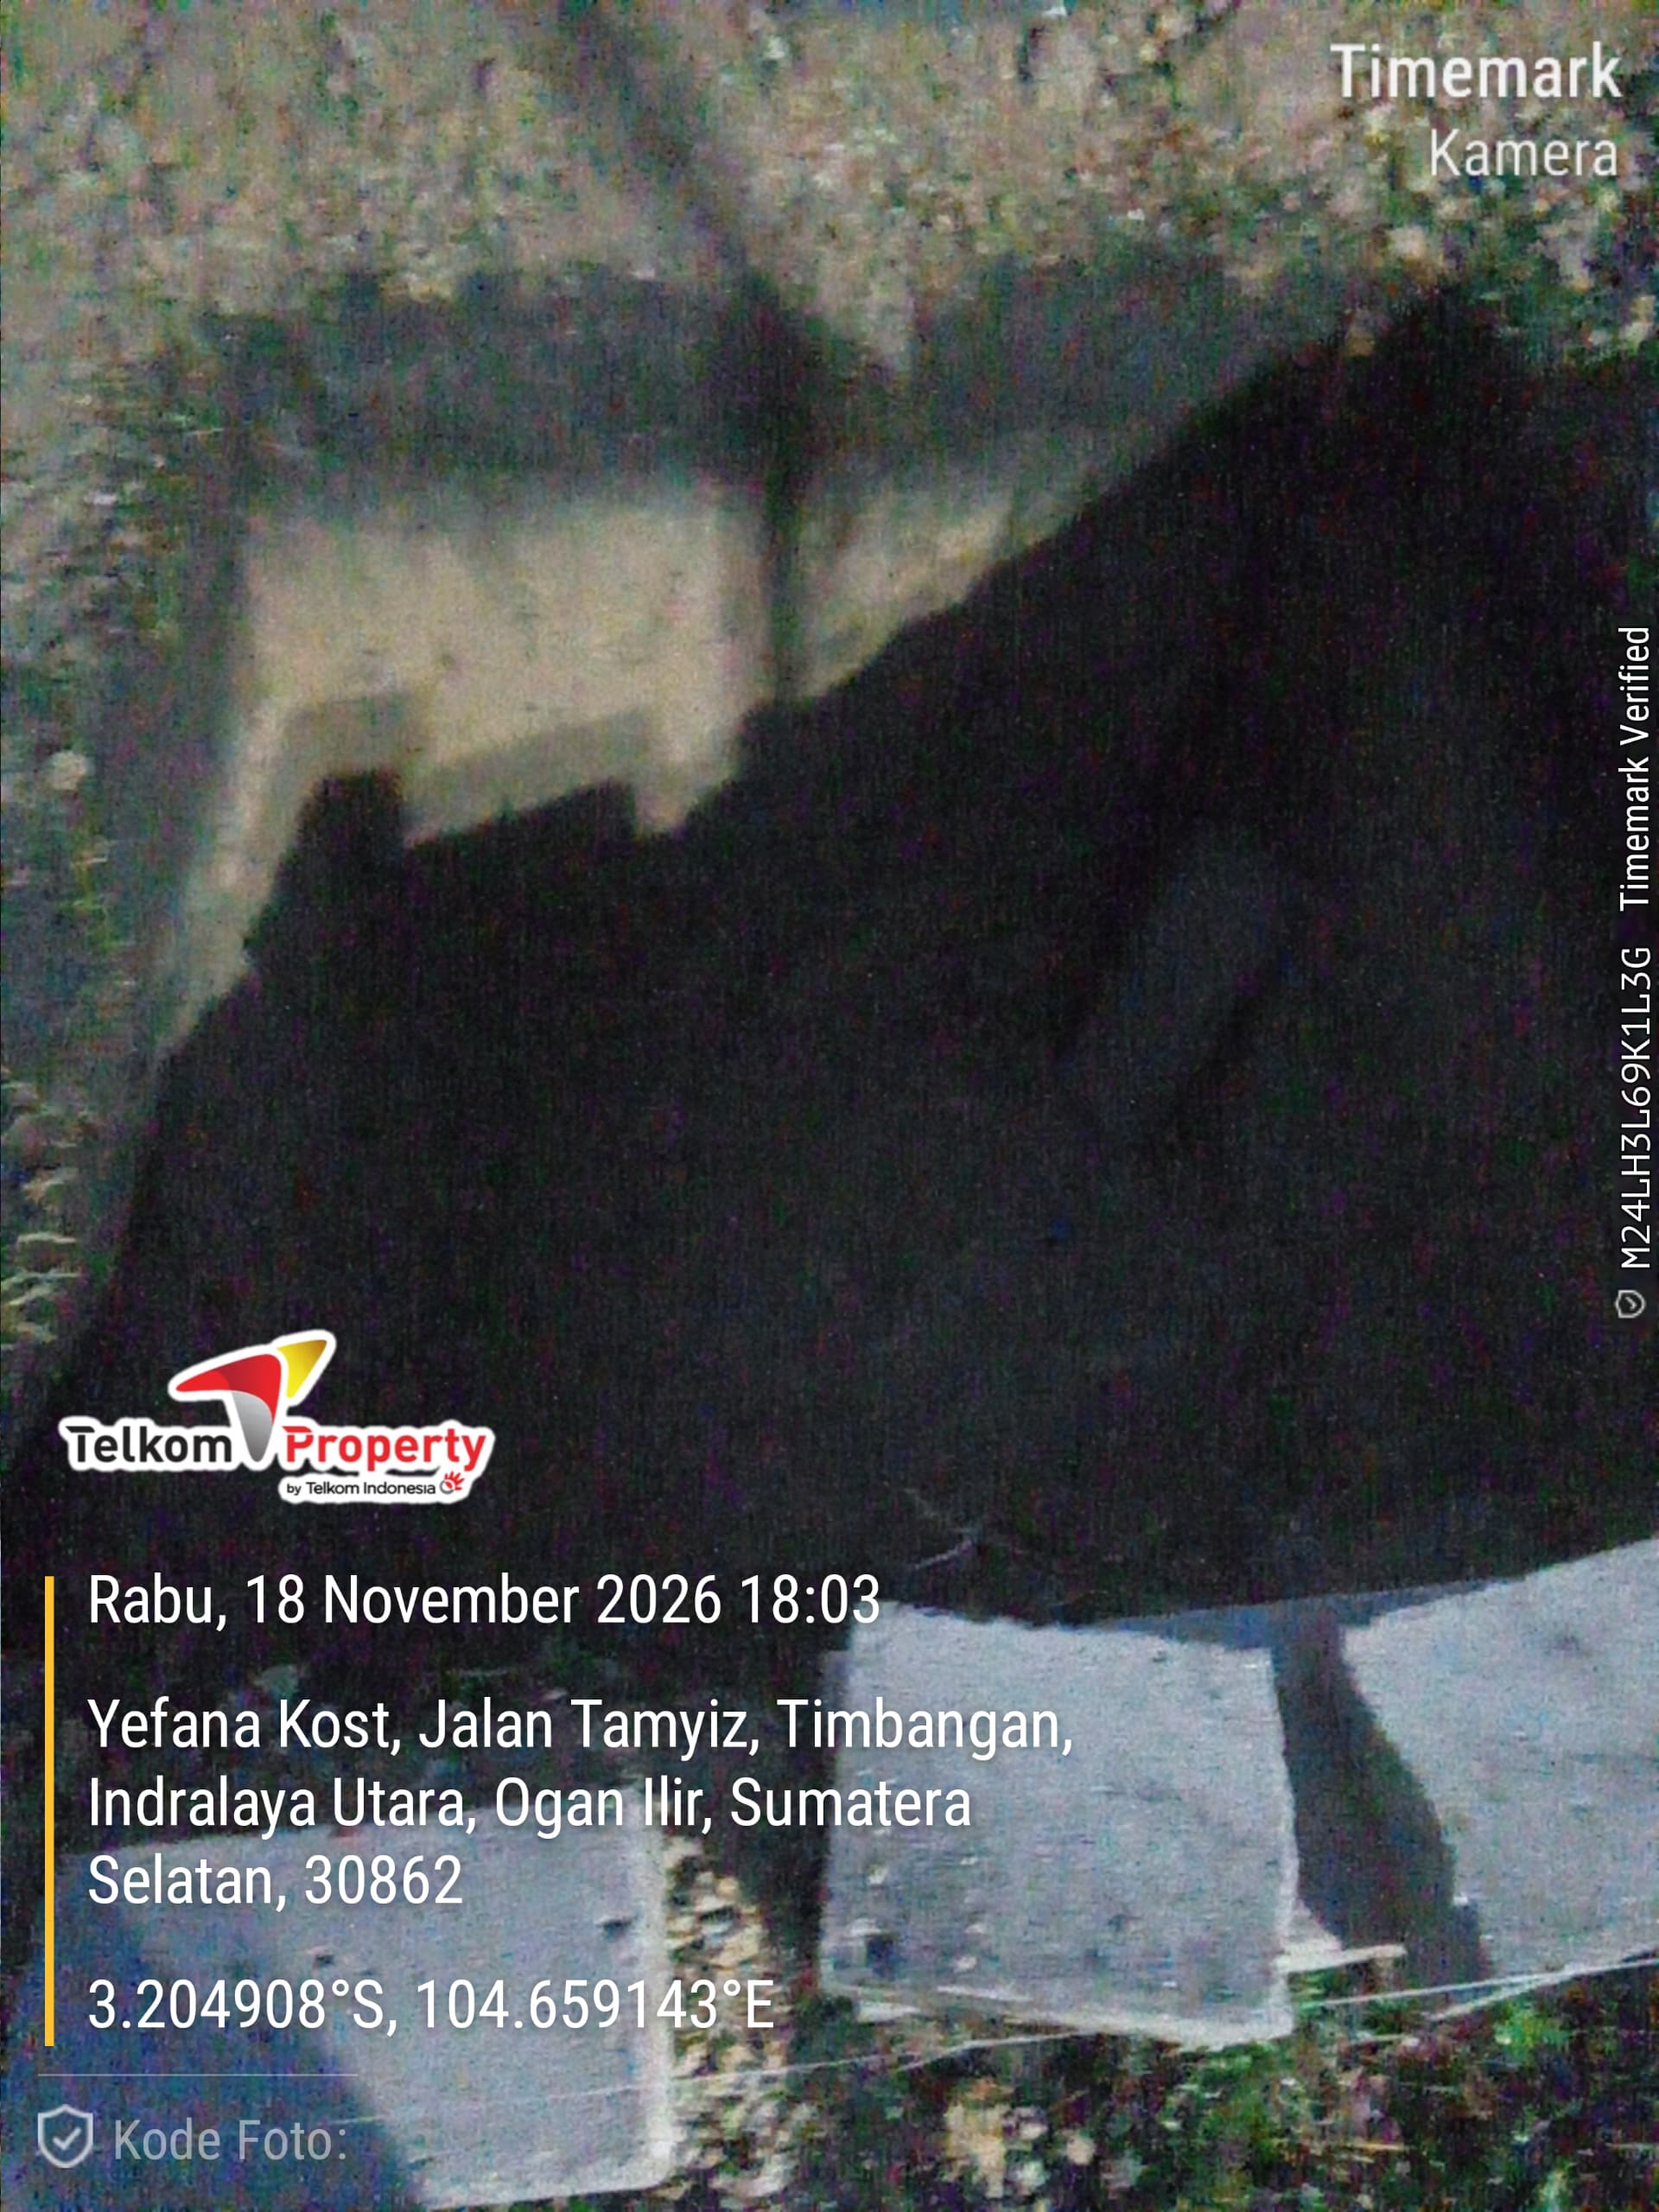 Timemark
Kamera
M24LH3L69K1L3G Timemark Verified
Telkom Property
by Telkom Indonesia
Rabu, 18 November 2026 18:03
Yefana Kost, Jalan Tamyiz, Timbangan,
Indralaya Utara, Ogan Ilir, Sumatera
Selatan, 30862
3.204908°S, 104.659143°E
Kode Foto: